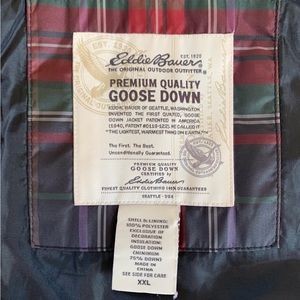 Eddie Bauer
EST. 1920
THE ORIGINAL OUTDOOR OUTFITTER
PREMIUM QUALITY
GOOSE DOWN
EDDIE BAUER OF SEATTLE, WASHINGTON
INVENTED THE FIRST QUILTED, GOOSE
DOWN JACKET PATENTED IN AMERICA
(1940, PATENT #D119-122). HE CALLED IT
"THE LIGHTEST, WARMEST THING ON EARTH"
The First. The Best.
Unconditionally Guaranteed.
PREMIUM QUALITY
GOOSE DOWN
CERTIFIED by
Eddie Bauer
FINEST QUALITY CLOTHING 100% GUARANTEED
SEATTLE · USA
SHELL & LINING:
100% POLYESTER
EXCLUSIVE OF
DECORATION
INSULATION:
GOOSE DOWN
(MINIMUM
75% DOWN)
MADE IN
CHINA
SEE SIDE FOR CARE
XXL